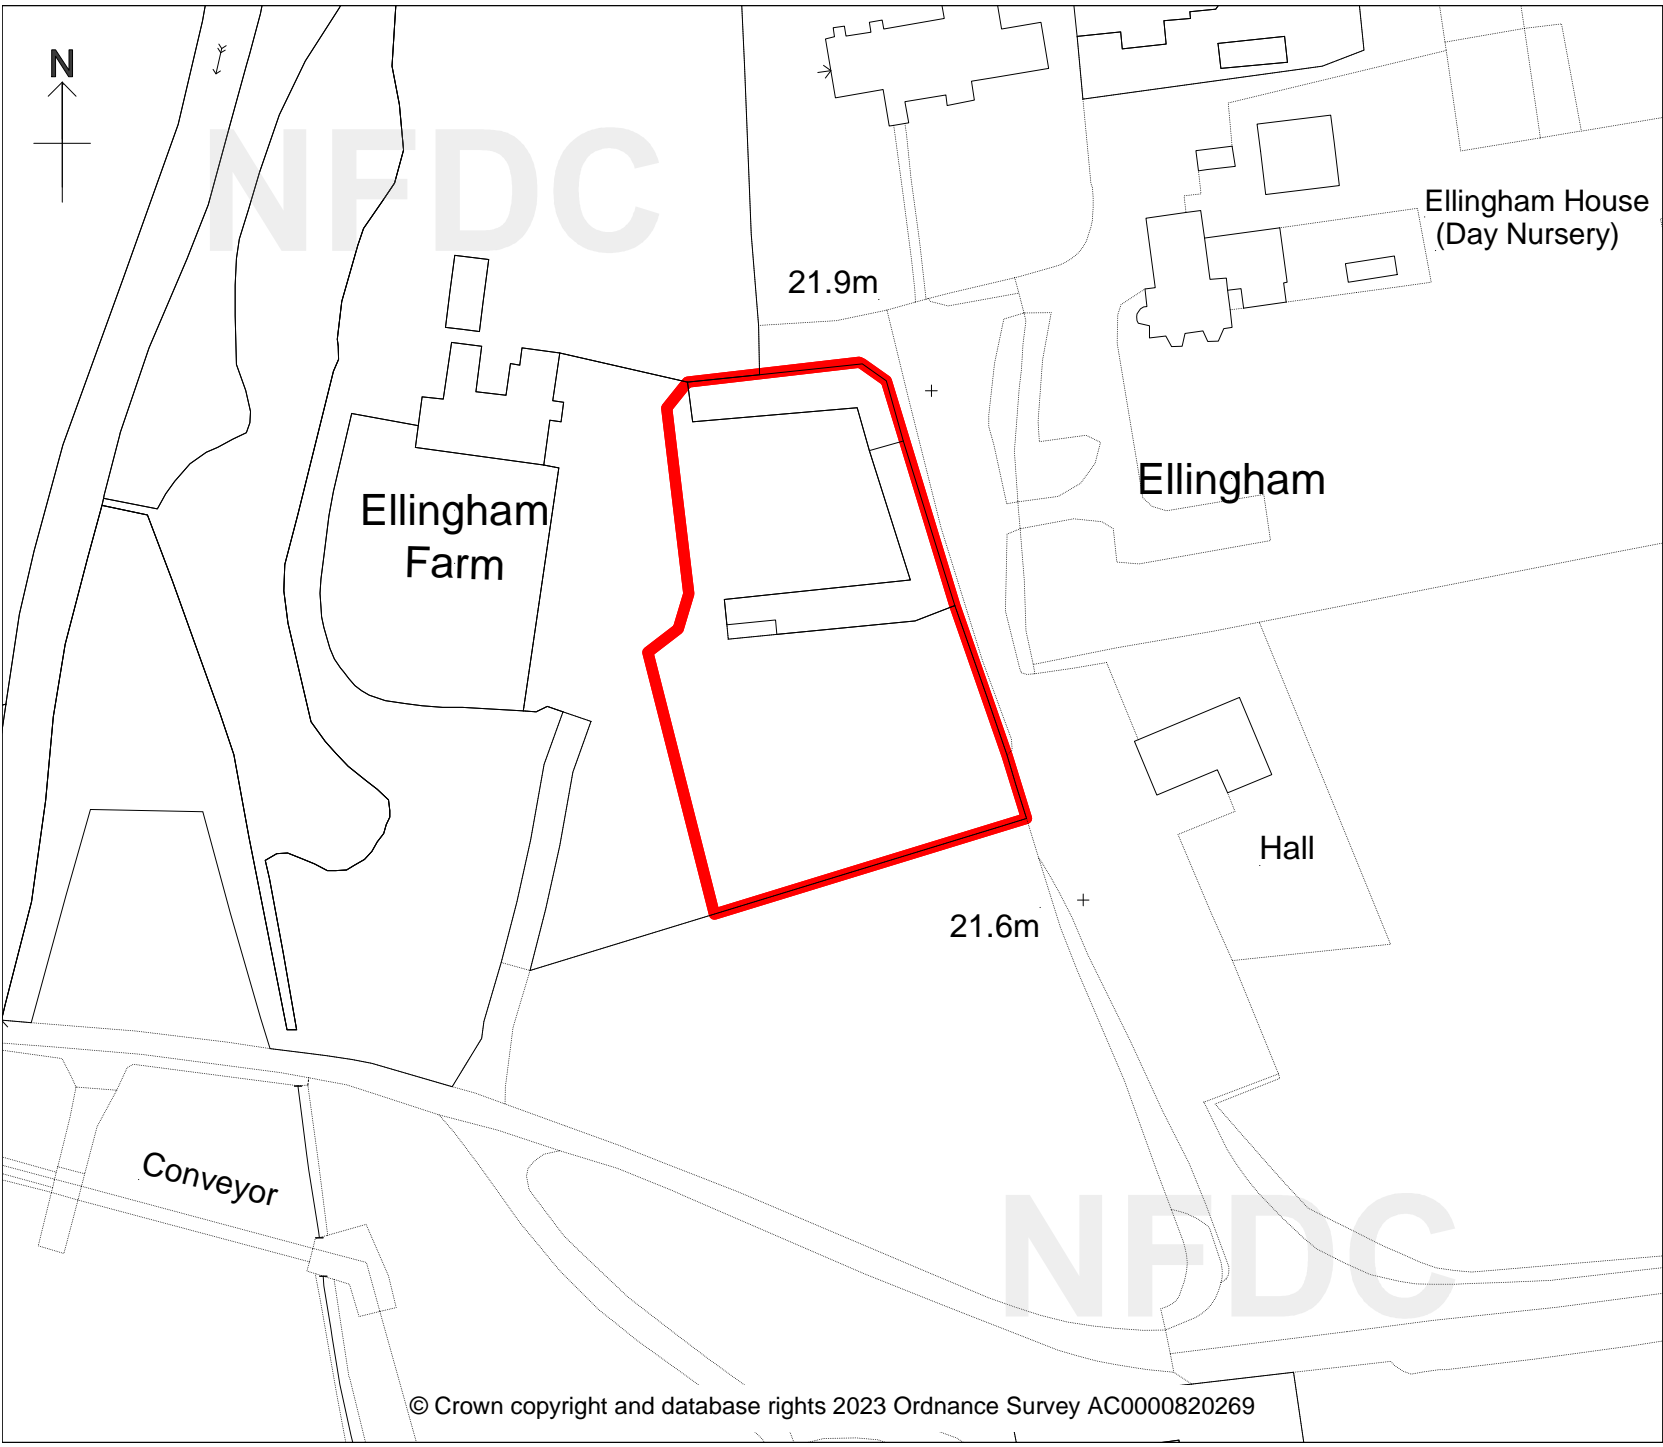 N
NFDC
Ellingham House
(Day Nursery)
21.9m
Ellingham
Ellingham
Farm
Hall
21.6m
Conveyor
NFDC
© Crown copyright and database rights 2023 Ordnance Survey AC0000820269